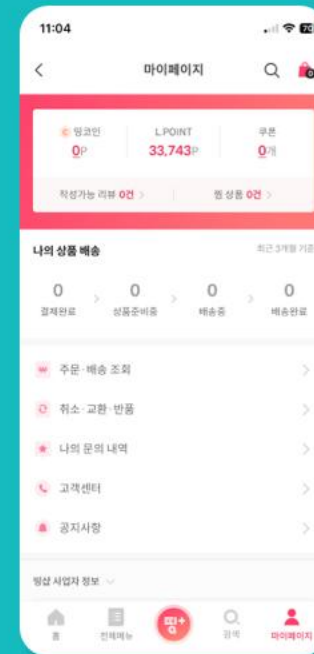 11:04
70
마이페이지
0
띵코인 L.POINT 쿠폰
0P 33,743P 0개
작성가능 리뷰 0건 찜 상품 0건
나의 상품 배송 최근 3개월 기준
0 0 0 0
결제완료 상품준비중 배송중 배송완료
주문·배송 조회
취소·교환·반품
나의 문의 내역
고객센터
공지사항
띵샵 사업자 정보
띵+
G
홈 전체메뉴 검색 마이페이지